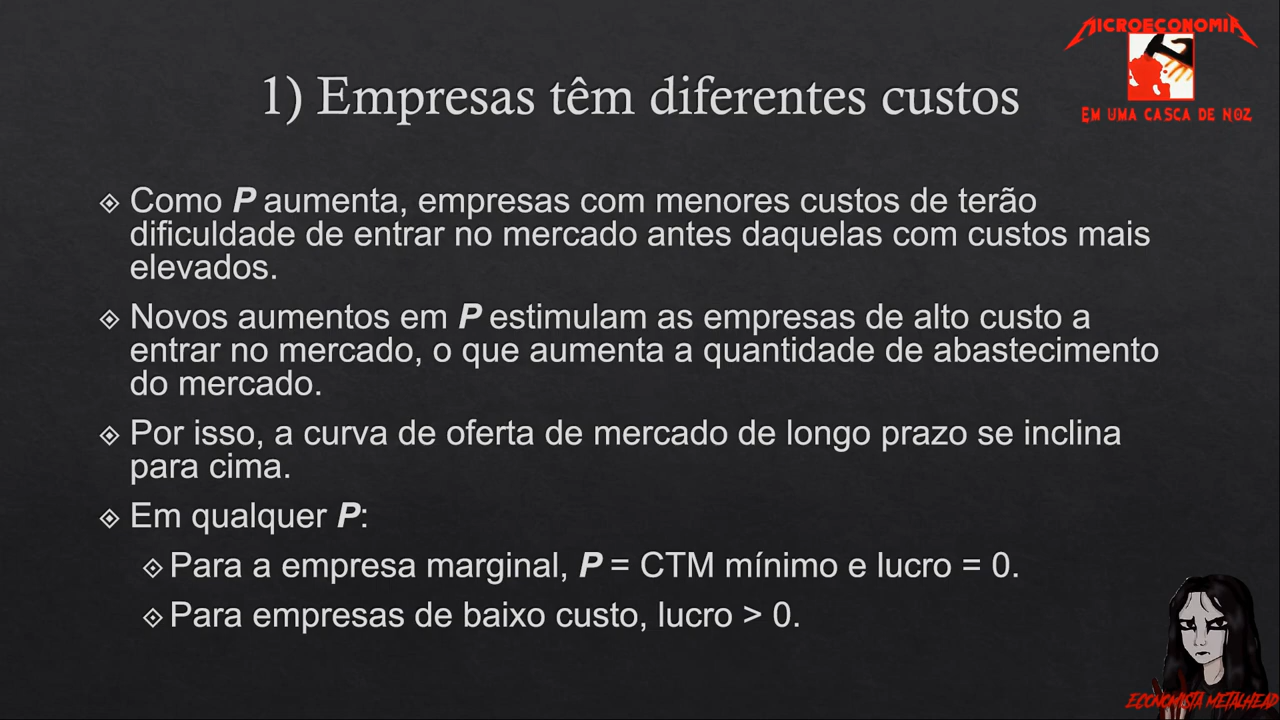 MICROECONOMIA
EM UMA CASCA DE NOZ
1) Empresas têm diferentes custos
Como P aumenta, empresas com menores custos de terão
dificuldade de entrar no mercado antes daquelas com custos mais
elevados.
Novos aumentos em P estimulam as empresas de alto custo a
entrar no mercado, o que aumenta a quantidade de abastecimento
do mercado.
Por isso, a curva de oferta de mercado de longo prazo se inclina
para cima.
Em qualquer P:
Para a empresa marginal, P = CTM mínimo e lucro = 0.
Para empresas de baixo custo, lucro > 0.
ECONOMISTA METALHEAD